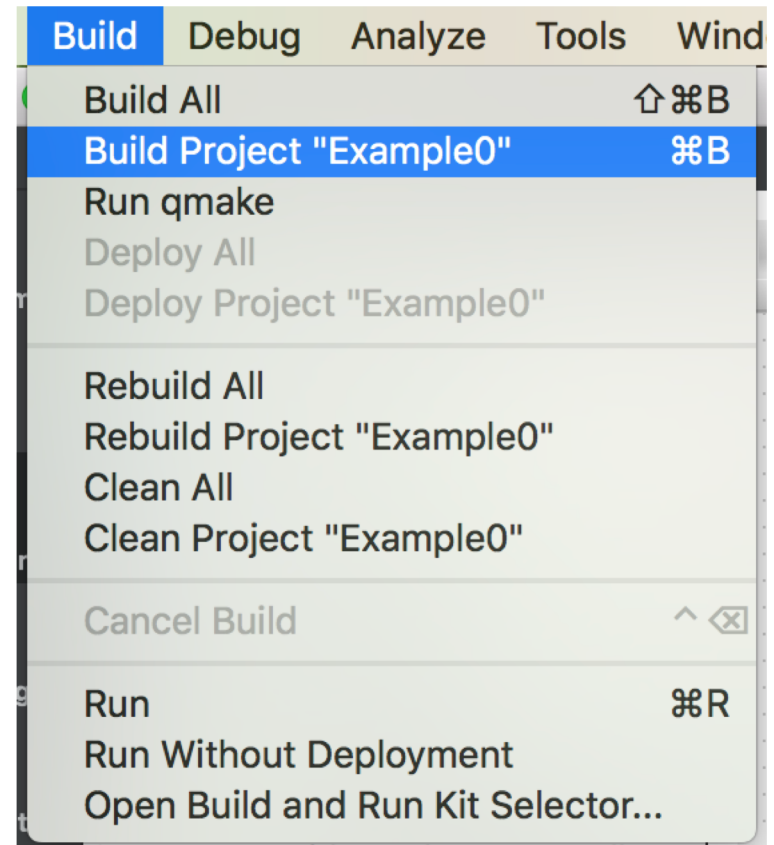 Build Debug Analyze Tools Wind
Build All ⇧⌘B
Build Project "Example0" ⌘B
Run qmake
Deploy All
Deploy Project "Example0"
Rebuild All
Rebuild Project "Example0"
Clean All
Clean Project "Example0"
Cancel Build ^⌫
Run ⌘R
Run Without Deployment
Open Build and Run Kit Selector...